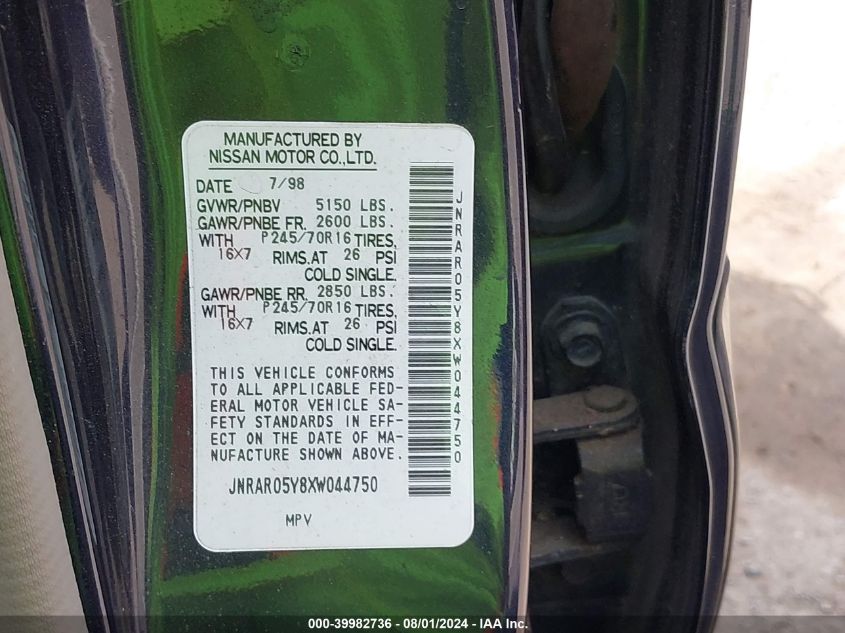 MANUFACTURED BY
NISSAN MOTOR CO.,LTD.
DATE 7/98
GVWR/PNBV 5150 LBS.
GAWR/PNBE FR. 2600 LBS.
WITH P245/70R16 TIRES,
16X7 RIMS.AT 26 PSI
COLD SINGLE.
GAWR/PNBE RR. 2850 LBS.
WITH P245/70R16 TIRES,
16X7 RIMS.AT 26 PSI
COLD SINGLE.
THIS VEHICLE CONFORMS
TO ALL APPLICABLE FED-
ERAL MOTOR VEHICLE SA-
FETY STANDARDS IN EFF-
ECT ON THE DATE OF MA-
NUFACTURE SHOWN ABOVE.
JNRAR05Y8XW044750
MPV
JNRAR05Y8XW044750
000-39982736 - 08/01/2024 - IAA Inc.